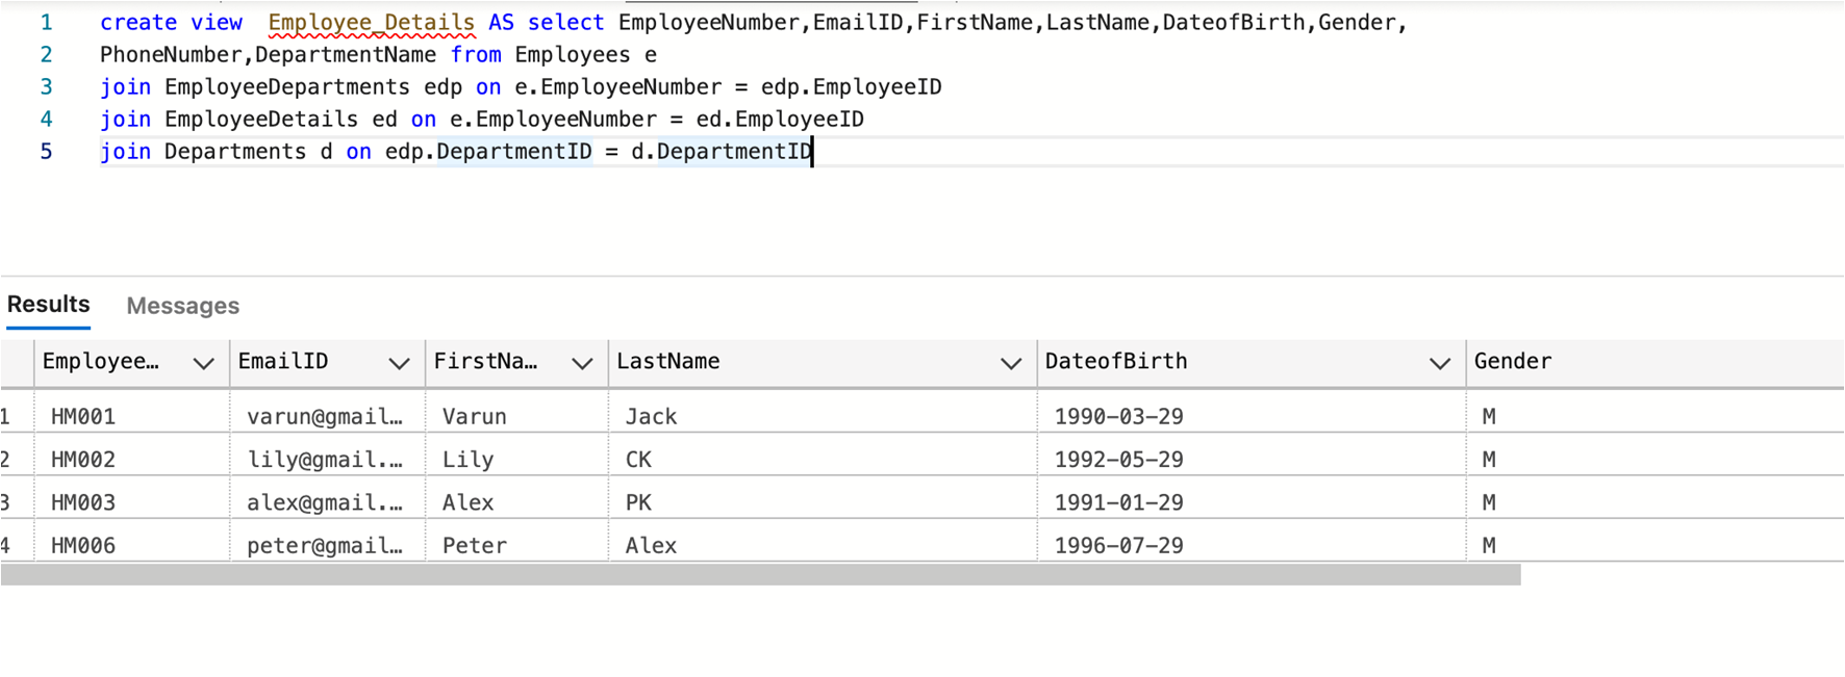 1 create view  Employee_Details AS select EmployeeNumber,EmailID,FirstName,LastName,DateofBirth,Gender,
2 PhoneNumber,DepartmentName from Employees e
3 join EmployeeDepartments edp on e.EmployeeNumber = edp.EmployeeID
4 join EmployeeDetails ed on e.EmployeeNumber = ed.EmployeeID
5 join Departments d on edp.DepartmentID = d.DepartmentID
Results Messages
Employee… EmailID FirstNa… LastName DateofBirth Gender
1 HM001 varun@gmail… Varun Jack 1990-03-29 M
2 HM002 lily@gmail.… Lily CK 1992-05-29 M
3 HM003 alex@gmail.… Alex PK 1991-01-29 M
4 HM006 peter@gmail… Peter Alex 1996-07-29 M